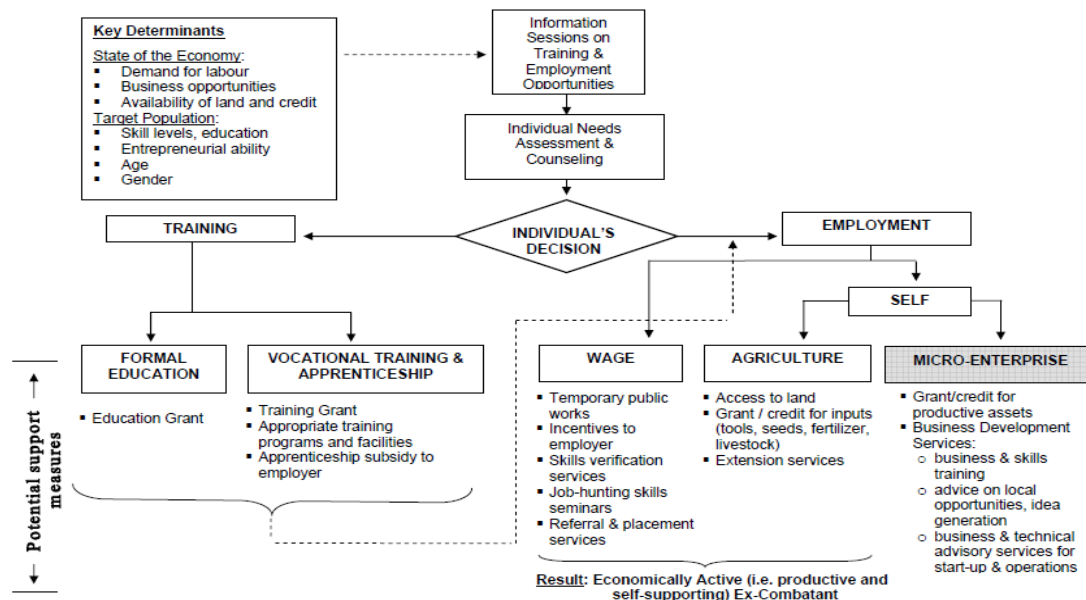 Key Determinants
State of the Economy:
▪ Demand for labour
▪ Business opportunities
▪ Availability of land and credit
Target Population:
▪ Skill levels, education
▪ Entrepreneurial ability
▪ Age
▪ Gender
Information
Sessions on
Training &
Employment
Opportunities
Individual Needs
Assessment &
Counseling
INDIVIDUAL'S
DECISION
TRAINING
EMPLOYMENT
SELF
FORMAL
EDUCATION
▪ Education Grant
VOCATIONAL TRAINING &
APPRENTICESHIP
▪ Training Grant
▪ Appropriate training
programs and facilities
▪ Apprenticeship subsidy to
employer
WAGE
▪ Temporary public
works
▪ Incentives to
employer
▪ Skills verification
services
▪ Job-hunting skills
seminars
▪ Referral & placement
services
AGRICULTURE
▪ Access to land
▪ Grant / credit for inputs
(tools, seeds, fertilizer,
livestock)
▪ Extension services
MICRO-ENTERPRISE
▪ Grant/credit for
productive assets
▪ Business Development
Services:
o business & skills
training
o advice on local
opportunities, idea
generation
o business & technical
advisory services for
start-up & operations
Potential support
measures
Result: Economically Active (i.e. productive and
self-supporting) Ex-Combatant